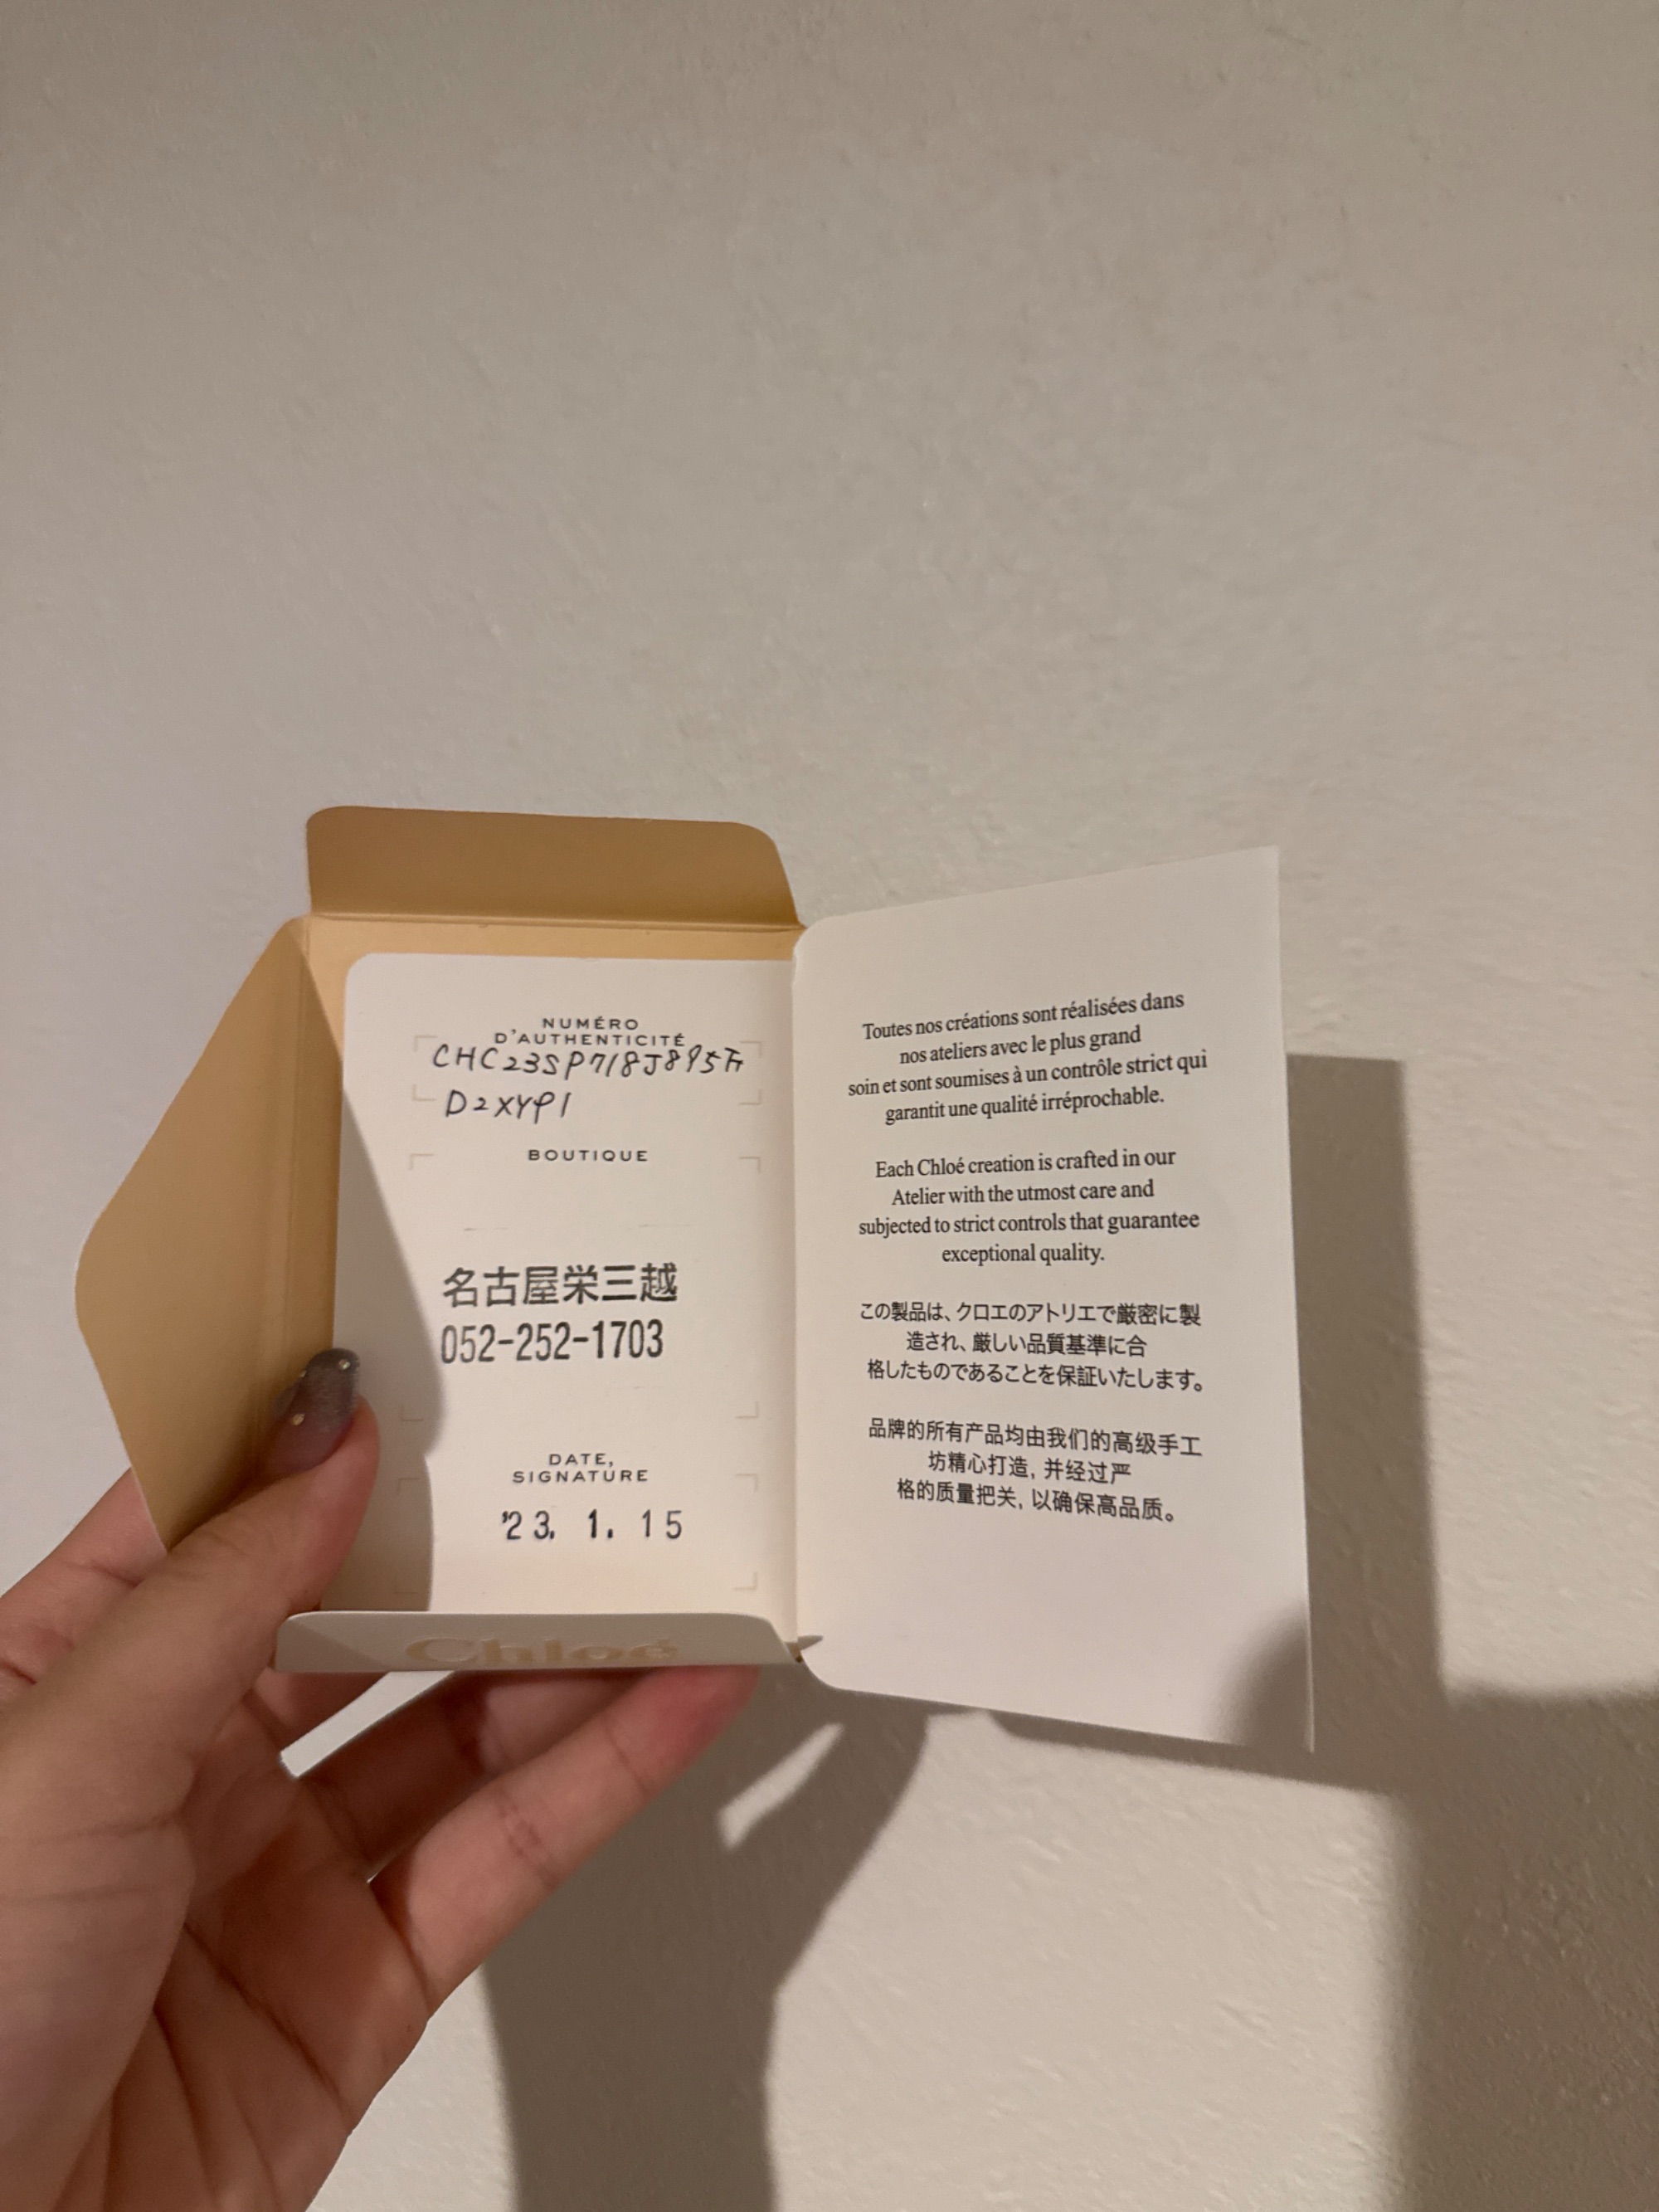 NUMÉRO
D'AUTHENTICITÉ
BOUTIQUE
名古屋栄三越
052-252-1703
DATE,
SIGNATURE
'23. 1. 15
Chloé
Toutes nos créations sont réalisées dans
nos ateliers avec le plus grand
soin et sont soumises à un contrôle strict qui
garantit une qualité irréprochable.
Each Chloé creation is crafted in our
Atelier with the utmost care and
subjected to strict controls that guarantee
exceptional quality.
この製品は、クロエのアトリエで厳密に製
造され、厳しい品質基準に合
格したものであることを保証いたします。
品牌的所有产品均由我们的高级手工
坊精心打造, 并经过严
格的质量把关, 以确保高品质。